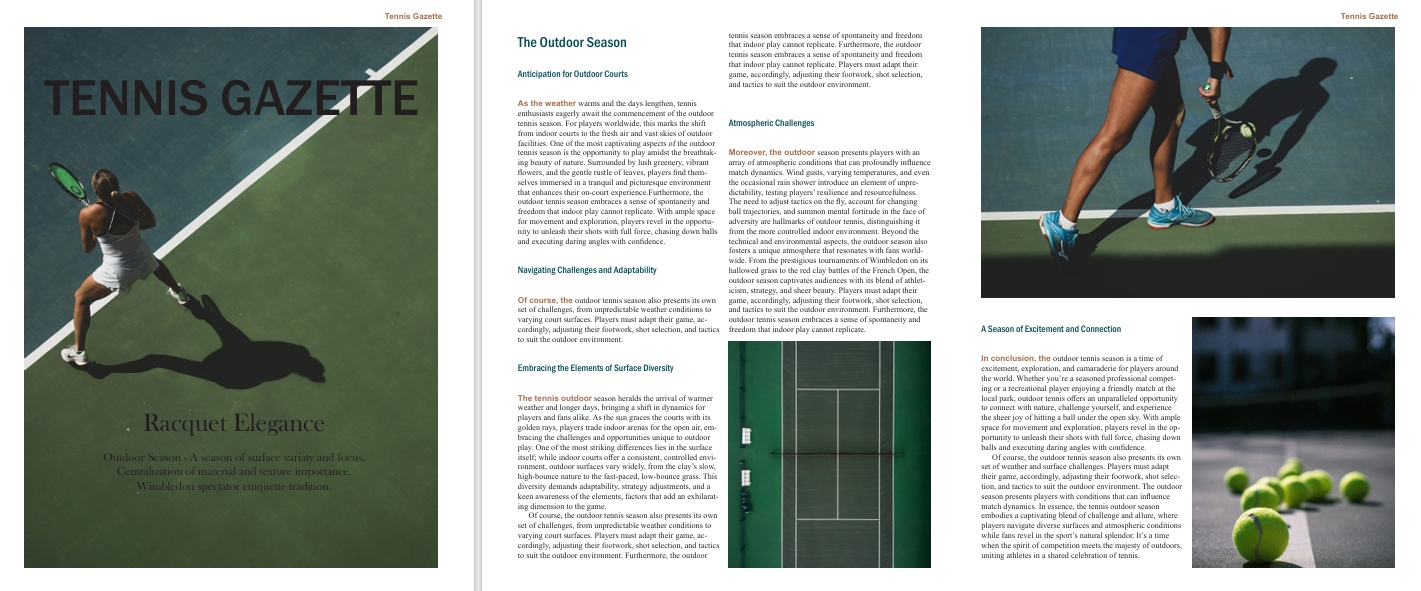 Tennis Gazette
TENNIS GAZETTE
Racquet Elegance
Outdoor Season - A season of surface variaty and focus.
Centralization of material and texture importance.
Wimbledon spectator etiquette tradition.
The Outdoor Season
Anticipation for Outdoor Courts
As the weather warms and the days lengthen, tennis
enthusiasts eagerly await the commencement of the outdoor
tennis season. For players worldwide, this marks the shift
from indoor courts to the fresh air and vast skies of outdoor
facilities. One of the most captivating aspects of the outdoor
tennis season is the opportunity to play amidst the breathtak-
ing beauty of nature. Surrounded by lush greenery, vibrant
flowers, and the gentle rustle of leaves, players find them-
selves immersed in a tranquil and picturesque environment
that enhances their on-court experience.Furthermore, the
outdoor tennis season embraces a sense of spontaneity and
freedom that indoor play cannot replicate. With ample space
for movement and exploration, players revel in the opportu-
nity to unleash their shots with full force, chasing down balls
and executing daring angles with confidence.
Navigating Challenges and Adaptability
Of course, the outdoor tennis season also presents its own
set of challenges, from unpredictable weather conditions to
varying court surfaces. Players must adapt their game, ac-
cordingly, adjusting their footwork, shot selection, and tactics
to suit the outdoor environment.
Embracing the Elements of Surface Diversity
The tennis outdoor season heralds the arrival of warmer
weather and longer days, bringing a shift in dynamics for
players and fans alike. As the sun graces the courts with its
golden rays, players trade indoor arenas for the open air, em-
bracing the challenges and opportunities unique to outdoor
play. One of the most striking differences lies in the surface
itself; while indoor courts offer a consistent, controlled envi-
ronment, outdoor surfaces vary widely, from the clay's slow,
high-bounce nature to the fast-paced, low-bounce grass. This
diversity demands adaptability, strategy adjustments, and a
keen awareness of the elements, factors that add an exhilarat-
ing dimension to the game.
Of course, the outdoor tennis season also presents its own
set of challenges, from unpredictable weather conditions to
varying court surfaces. Players must adapt their game, ac-
cordingly, adjusting their footwork, shot selection, and tactics
to suit the outdoor environment. Furthermore, the outdoor
tennis season embraces a sense of spontaneity and freedom
that indoor play cannot replicate. Furthermore, the outdoor
tennis season embraces a sense of spontaneity and freedom
that indoor play cannot replicate. Players must adapt their
game, accordingly, adjusting their footwork, shot selection,
and tactics to suit the outdoor environment.
Atmospheric Challenges
Moreover, the outdoor season presents players with an
array of atmospheric conditions that can profoundly influence
match dynamics. Wind gusts, varying temperatures, and even
the occasional rain shower introduce an element of unpre-
dictability, testing players' resilience and resourcefulness.
The need to adjust tactics on the fly, account for changing
ball trajectories, and summon mental fortitude in the face of
adversity are hallmarks of outdoor tennis, distinguishing it
from the more controlled indoor environment. Beyond the
technical and environmental aspects, the outdoor season also
fosters a unique atmosphere that resonates with fans world-
wide. From the prestigious tournaments of Wimbledon on its
hallowed grass to the red clay battles of the French Open, the
outdoor season captivates audiences with its blend of athlet-
icism, strategy, and sheer beauty. Players must adapt their
game, accordingly, adjusting their footwork, shot selection,
and tactics to suit the outdoor environment. Furthermore, the
outdoor tennis season embraces a sense of spontaneity and
freedom that indoor play cannot replicate.
Tennis Gazette
A Season of Excitement and Connection
In conclusion, the outdoor tennis season is a time of
excitement, exploration, and camaraderie for players around
the world. Whether you're a seasoned professional compet-
ing or a recreational player enjoying a friendly match at the
local park, outdoor tennis offers an unparalleled opportunity
to connect with nature, challenge yourself, and experience
the sheer joy of hitting a ball under the open sky. With ample
space for movement and exploration, players revel in the op-
portunity to unleash their shots with full force, chasing down
balls and executing daring angles with confidence.
Of course, the outdoor tennis season also presents its own
set of weather and surface challenges. Players must adapt
their game, accordingly, adjusting their footwork, shot selec-
tion, and tactics to suit the outdoor environment. The outdoor
season presents players with conditions that can influence
match dynamics. In essence, the tennis outdoor season
embodies a captivating blend of challenge and allure, where
players navigate diverse surfaces and atmospheric conditions
while fans revel in the sport's natural splendor. It's a time
when the spirit of competition meets the majesty of outdoors,
uniting athletes in a shared celebration of tennis.